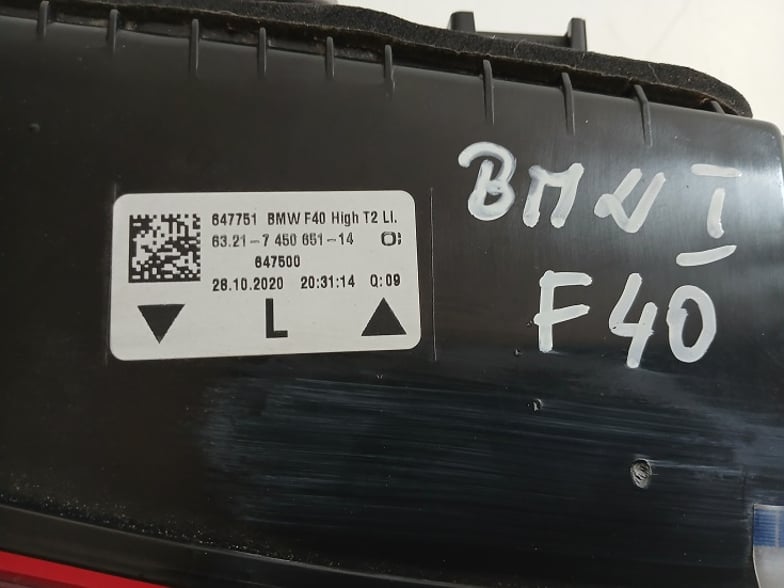 647751 BMW F40 High T2 LI.
63.21-7 450 651-14
647500
28.10.2020 20:31:14 Q:09
L
BMW I
F40